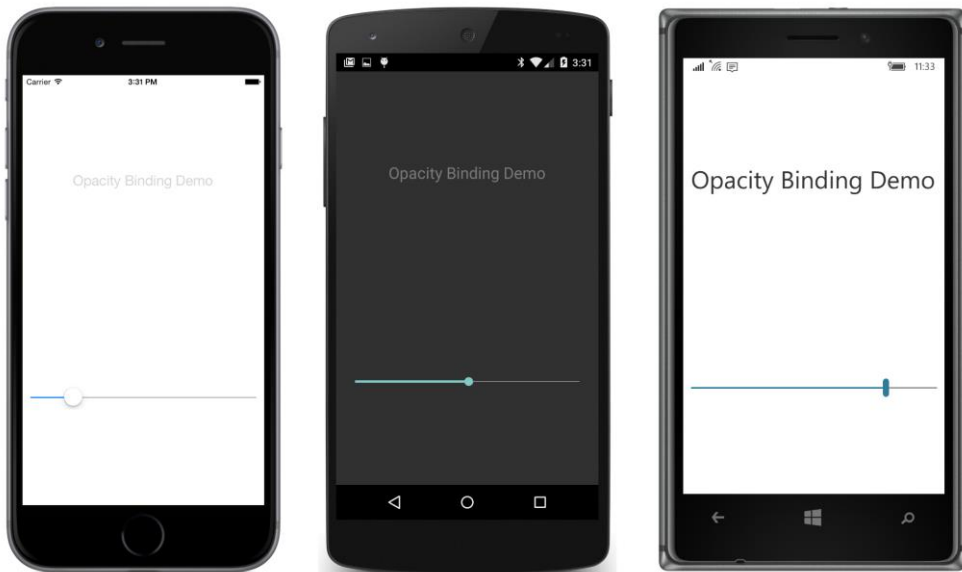 Carrier 3:31 PM
Opacity Binding Demo
3:31
Opacity Binding Demo
11:33
Opacity Binding Demo